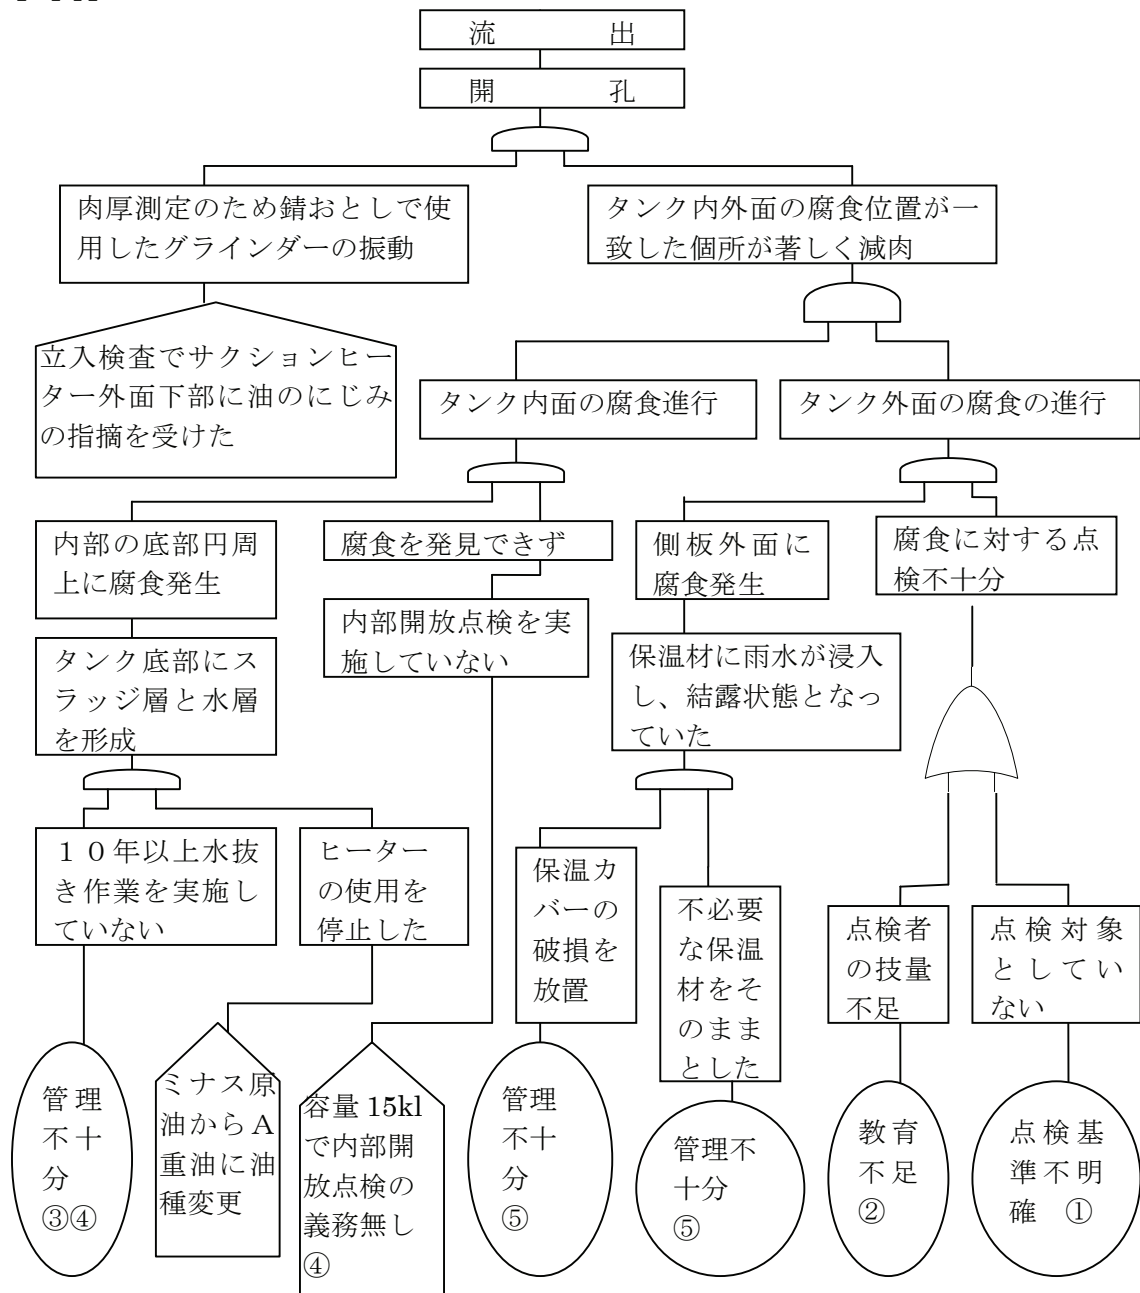 流　　　出
開　　　孔
肉厚測定のため錆おとしで使
用したグラインダーの振動
タンク内外面の腐食位置が一
致した個所が著しく減肉
立入検査でサクションヒー
ター外面下部に油のにじみ
の指摘を受けた
タンク内面の腐食進行
タンク外面の腐食の進行
内部の底部円周
上に腐食発生
腐食を発見できず
側板外面に
腐食発生
腐食に対する点
検不十分
内部開放点検を実
施していない
タンク底部にス
ラッジ層と水層
を形成
保温材に雨水が浸入
し、結露状態となっ
ていた
１０年以上水抜
き作業を実施し
ていない
ヒーター
の使用を
停止した
保温カ
バーの
破損を
放置
不必要
な保温
材をそ
のまま
とした
点検者
の技量
不足
点検対象
としてい
ない
管理
不十
分
③④
ミナス原
油からＡ
重油に油
種変更
容量 15kl
で内部開
放点検の
義務無し
④
管理
不十
分
⑤
管理不
十分
⑤
教育
不足
②
点検基
準不明
確　①